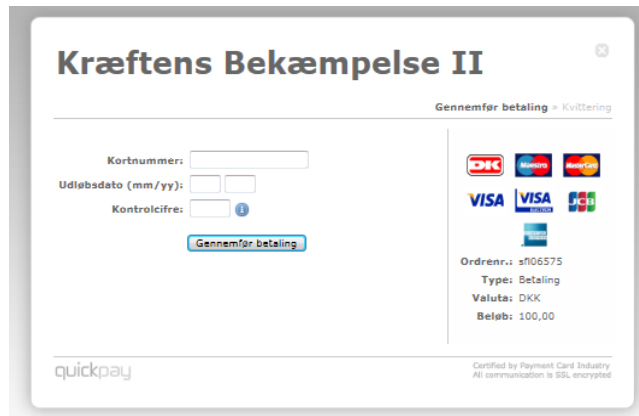 Kræftens Bekæmpelse II
Gennemfør betaling » Kvittering
Kortnummer:
Udløbsdato (mm/yy):
Kontrolcifre:
Gennemfør betaling
DK Maestro MasterCard
VISA VISA JCB
Ordrenr.: sfl06575
Type: Betaling
Valuta: DKK
Beløb: 100,00
quickpay
Certified by Payment Card Industry
All communication is SSL encrypted